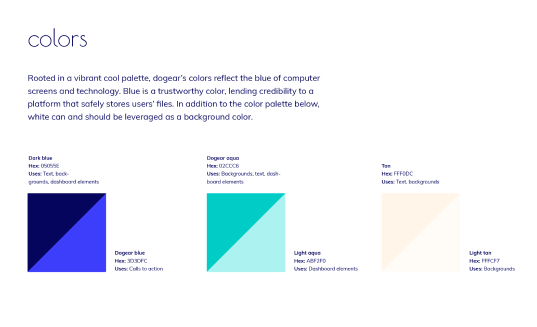 colors
Rooted in a vibrant cool palette, dogear's colors reflect the blue of computer
screens and technology. Blue is a trustworthy color, lending credibility to a
platform that safely stores users' files. In addition to the color palette below,
white can and should be leveraged as a background color.
Dark blue
Hex: 05055E
Uses: Text, back-
grounds, dashboard elements
Dogear blue
Hex: 3D3DFC
Uses: Calls to action
Dogear aqua
Hex: 02CCC6
Uses: Backgrounds, text, dash-
board elements
Light aqua
Hex: ABF2F0
Uses: Dashboard elements
Tan
Hex: FFF0DC
Uses: Text, backgrounds
Light tan
Hex: FFFCF7
Uses: Backgrounds